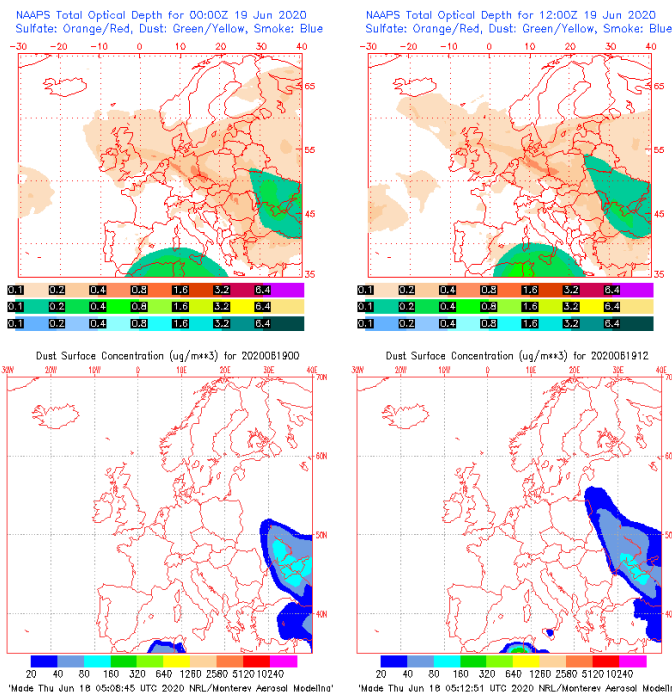 NAAPS Total Optical Depth for 00:00Z 19 Jun 2020
Sulfate: Orange/Red, Dust: Green/Yellow, Smoke: Blue
-30 -20 -10 0 10 20 30 40
65
55
45
35
0.1 0.2 0.4 0.8 1.6 3.2 6.4
0.1 0.2 0.4 0.8 1.6 3.2 6.4
0.1 0.2 0.4 0.8 1.6 3.2 6.4
NAAPS Total Optical Depth for 12:00Z 19 Jun 2020
Sulfate: Orange/Red, Dust: Green/Yellow, Smoke: Blue
-30 -20 -10 0 10 20 30 40
65
55
45
35
0.1 0.2 0.4 0.8 1.6 3.2 6.4
0.1 0.2 0.4 0.8 1.6 3.2 6.4
0.1 0.2 0.4 0.8 1.6 3.2 6.4
Dust Surface Concentration (ug/m**3) for 2020061900
30W 20W 10W 0 10E 20E 30E 40E
70N
60N
50N
40N
20 40 80 160 320 640 1280 2560 5120 10240
'Made Thu Jun 18 05:08:45 UTC 2020 NRL/Monterey Aerosol Modeling'
Dust Surface Concentration (ug/m**3) for 2020061912
30W 20W 10W 0 10E 20E 30E 40E
70N
60N
50N
40N
20 40 80 160 320 640 1280 2560 5120 10240
'Made Thu Jun 18 05:12:51 UTC 2020 NRL/Monterey Aerosol Modeling'